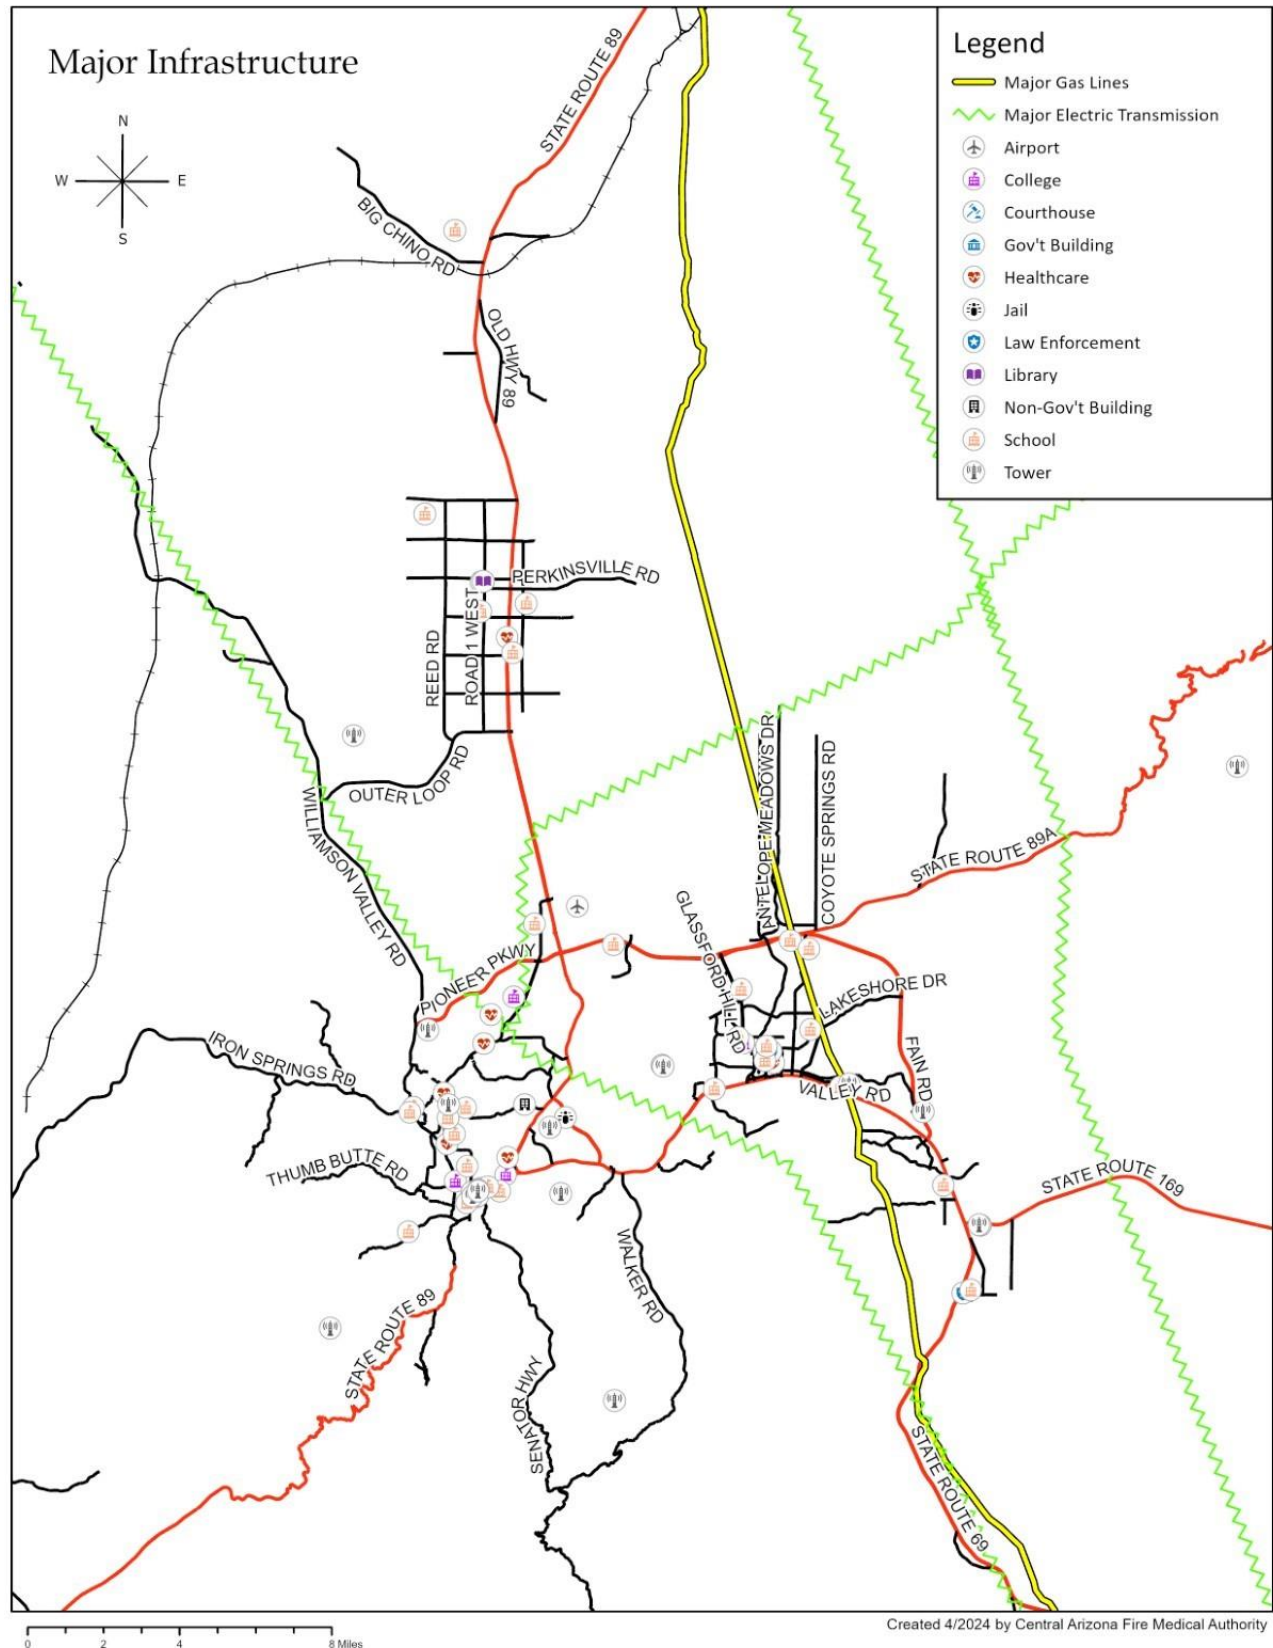 Major Infrastructure
N
W
E
S
Legend
Major Gas Lines
Major Electric Transmission
Airport
College
Courthouse
Gov't Building
Healthcare
Jail
Law Enforcement
Library
Non-Gov't Building
School
Tower
STATE ROUTE 89
BIG CHINO RD
OLD HWY 89
PERKINSVILLE RD
REED RD
ROAD 1 WEST
OUTER LOOP RD
WILLIAMSON VALLEY RD
ANTELOPE MEADOWS DR
COYOTE SPRINGS RD
STATE ROUTE 89A
GLASSFORD HILL RD
PIONEER PKWY
LAKESHORE DR
IRON SPRINGS RD
FAIN RD
VALLEY RD
THUMB BUTTE RD
STATE ROUTE 169
WALKER RD
STATE ROUTE 89
SENATOR HWY
STATE ROUTE 69
Created 4/2024 by Central Arizona Fire Medical Authority
0 2 4 8 Miles